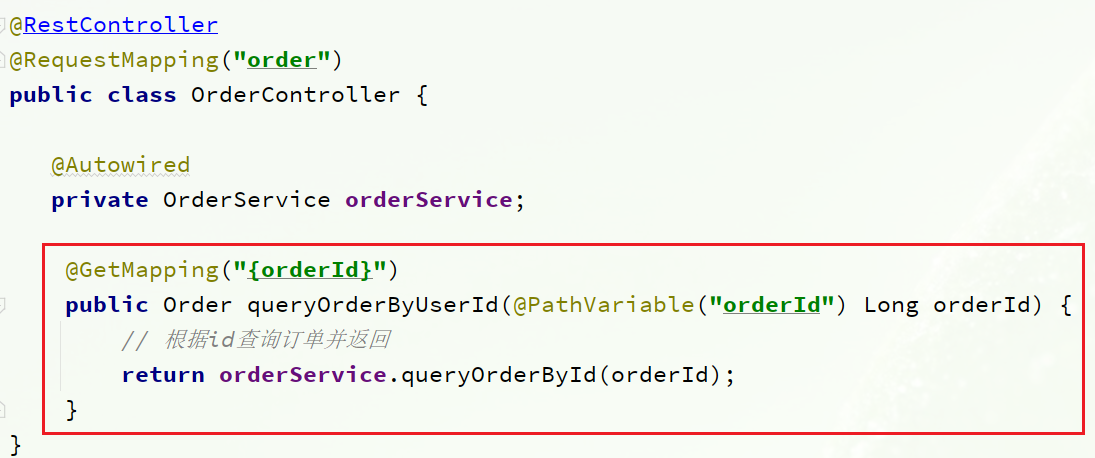 @RestController
@RequestMapping("order")
public class OrderController {
@Autowired
private OrderService orderService;
@GetMapping("{orderId}")
public Order queryOrderByUserId(@PathVariable("orderId") Long orderId) {
// 根据id查询订单并返回
return orderService.queryOrderById(orderId);
}
}